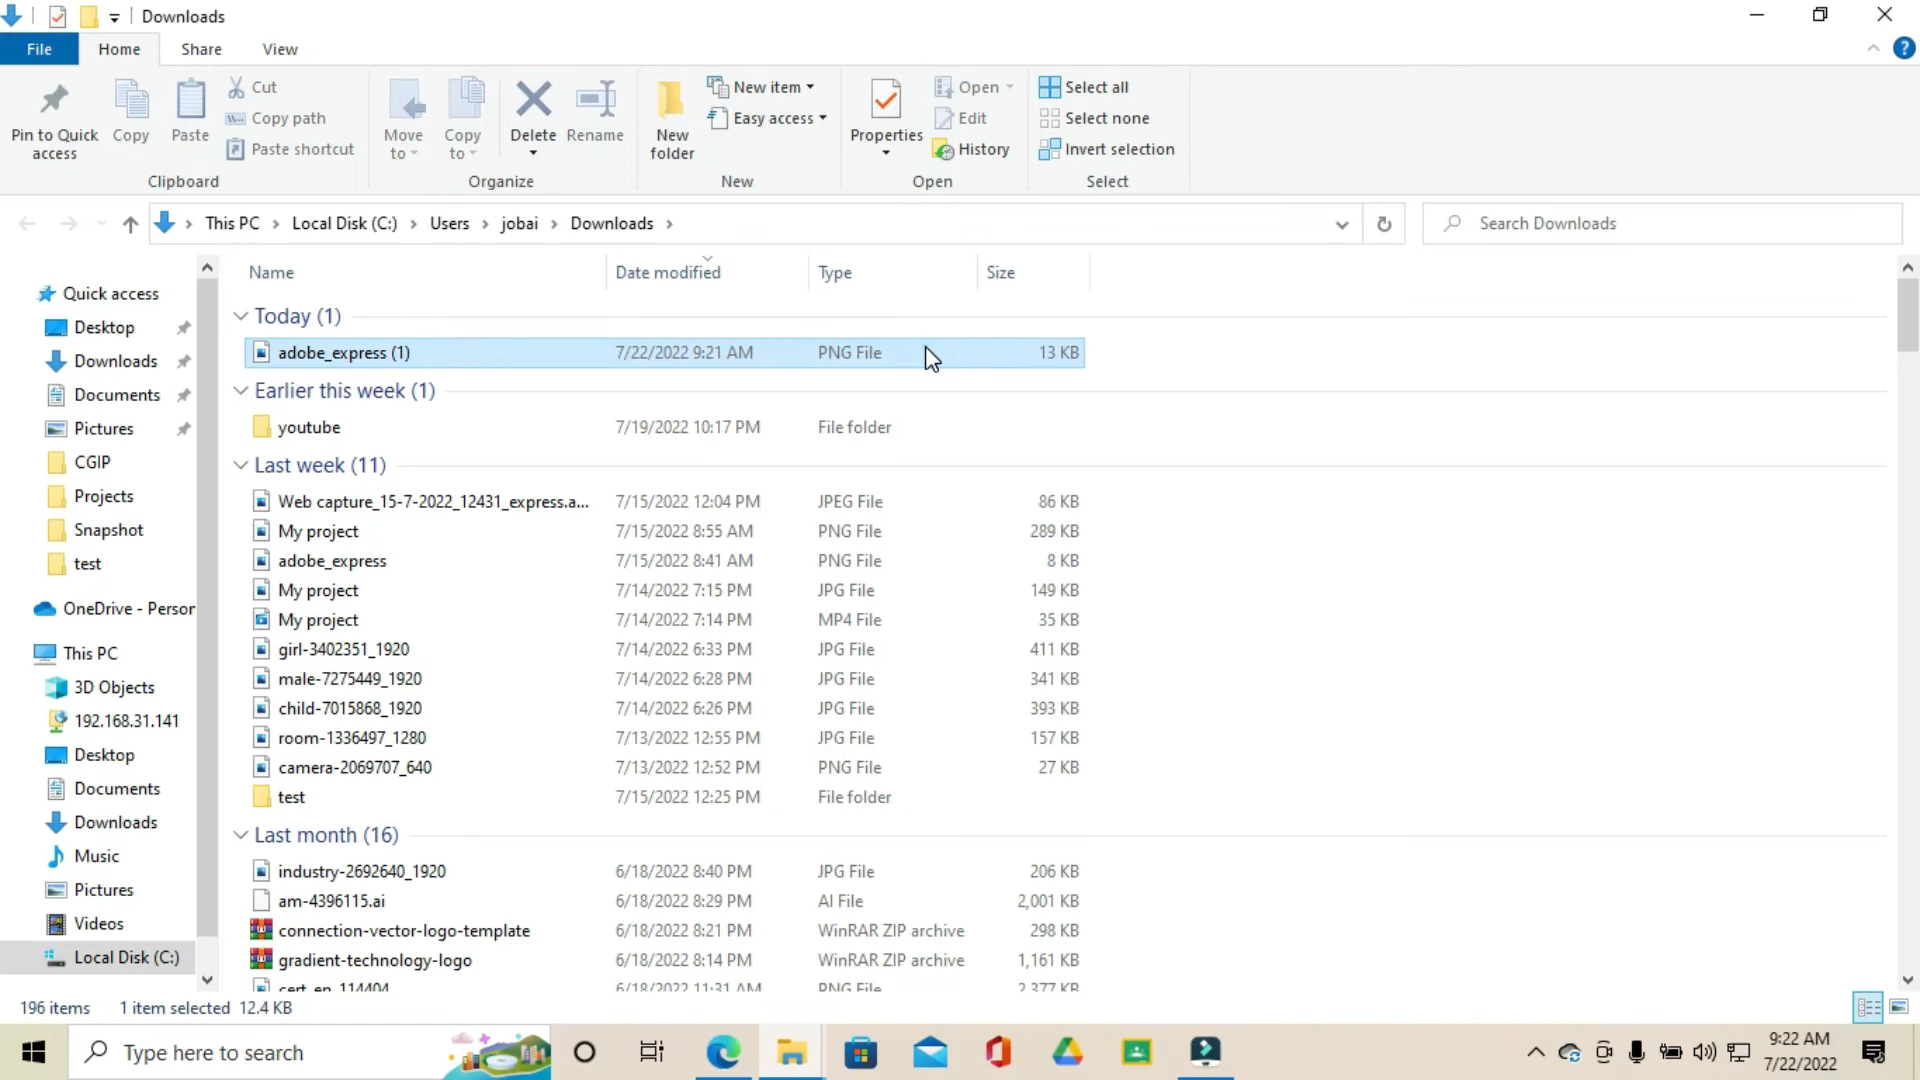 Downloads
File Home Share View
Pin to Quick access
Copy
Paste
Cut
Copy path
Paste shortcut
Clipboard
Move to
Copy to
Delete
Rename
Organize
New folder
New item
Easy access
New
Properties
Open
Edit
History
Open
Select all
Select none
Invert selection
Select
This PC Local Disk (C:) Users jobai Downloads
Search Downloads
Quick access
Desktop
Downloads
Documents
Pictures
CGIP
Projects
Snapshot
test
OneDrive - Person
This PC
3D Objects
192.168.31.141
Desktop
Documents
Downloads
Music
Pictures
Videos
Local Disk (C:)
Name Date modified Type Size
Today (1)
adobe_express (1) 7/22/2022 9:21 AM PNG File 13 KB
Earlier this week (1)
youtube 7/19/2022 10:17 PM File folder
Last week (11)
Web capture_15-7-2022_12431_express.a... 7/15/2022 12:04 PM JPEG File 86 KB
My project 7/15/2022 8:55 AM PNG File 289 KB
adobe_express 7/15/2022 8:41 AM PNG File 8 KB
My project 7/14/2022 7:15 PM JPG File 149 KB
My project 7/14/2022 7:14 PM MP4 File 35 KB
girl-3402351_1920 7/14/2022 6:33 PM JPG File 411 KB
male-7275449_1920 7/14/2022 6:28 PM JPG File 341 KB
child-7015868_1920 7/14/2022 6:26 PM JPG File 393 KB
room-1336497_1280 7/13/2022 12:55 PM JPG File 157 KB
camera-2069707_640 7/13/2022 12:52 PM PNG File 27 KB
test 7/15/2022 12:25 PM File folder
Last month (16)
industry-2692640_1920 6/18/2022 8:40 PM JPG File 206 KB
am-4396115.ai 6/18/2022 8:29 PM AI File 2,001 KB
connection-vector-logo-template 6/18/2022 8:21 PM WinRAR ZIP archive 298 KB
gradient-technology-logo 6/18/2022 8:14 PM WinRAR ZIP archive 1,161 KB
cert_en_114404 6/18/2022 11:31 AM PNG File 2,377 KB
196 items 1 item selected 12.4 KB
Type here to search
9:22 AM
7/22/2022